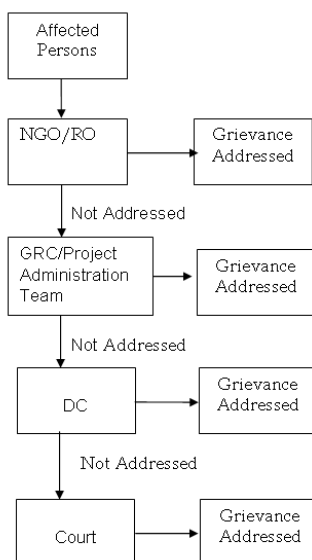 Affected
Persons
NGO/RO
Grievance
Addressed
Not Addressed
GRC/Project
Administration
Team
Grievance
Addressed
Not Addressed
DC
Grievance
Addressed
Not Addressed
Court
Grievance
Addressed